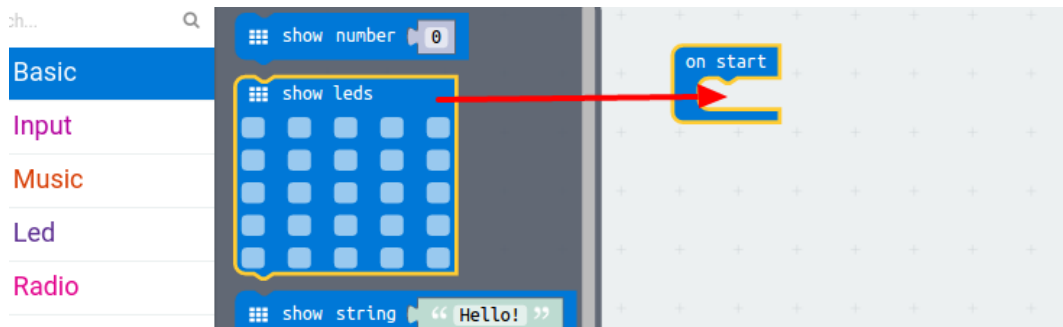 ch...
Basic
Input
Music
Led
Radio
show number 0
show leds
show string “ Hello! ”
on start